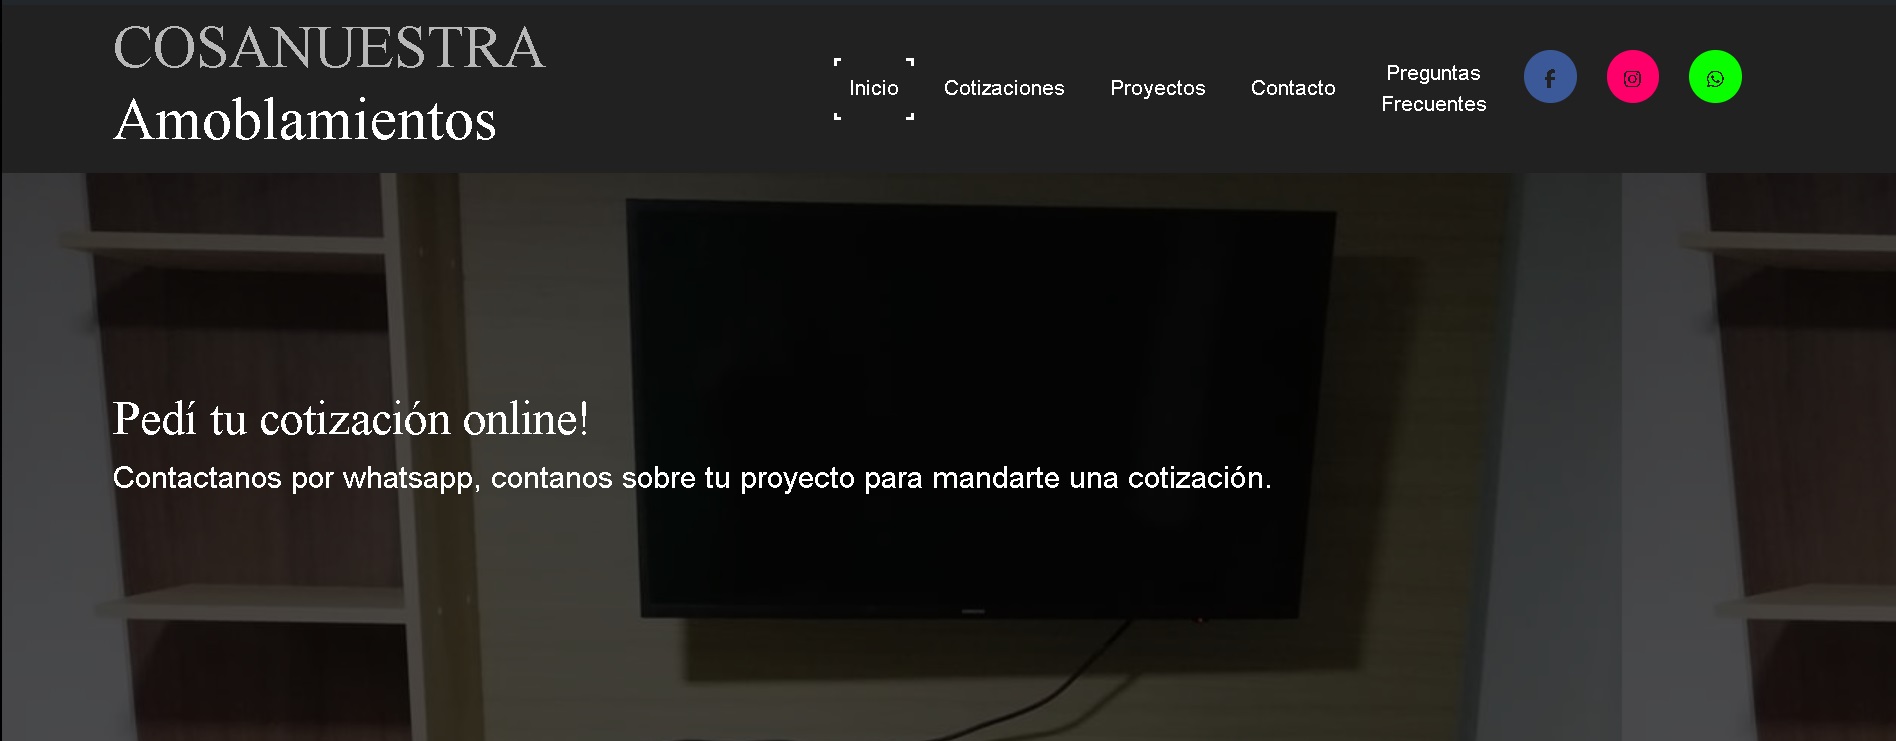 COSANUESTRA
Amoblamientos
Inicio
Cotizaciones
Proyectos
Contacto
Preguntas
Frecuentes
Pedí tu cotización online!
Contactanos por whatsapp, contanos sobre tu proyecto para mandarte una cotización.